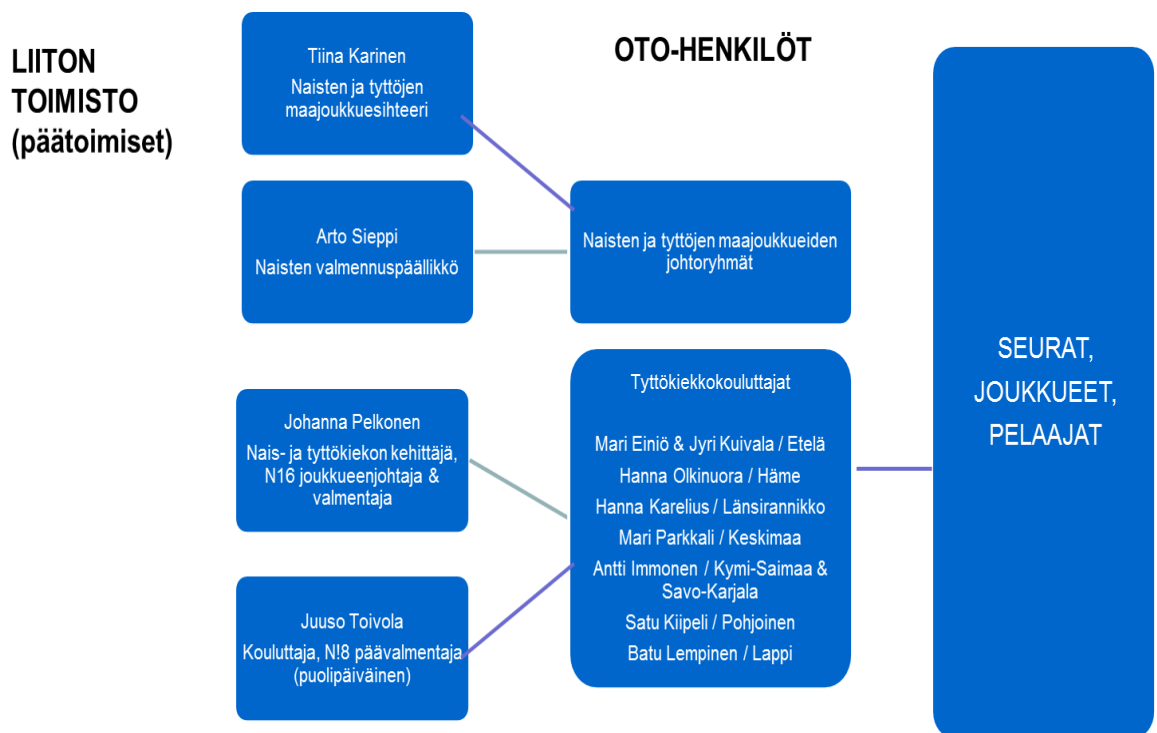 LIITON
TOIMISTO
(päätoimiset)
Tiina Karinen
Naisten ja tyttöjen
maajoukkuesihteeri
Arto Sieppi
Naisten valmennuspäällikkö
Johanna Pelkonen
Nais- ja tyttökiekon kehittäjä,
N16 joukkueenjohtaja &
valmentaja
Juuso Toivola
Kouluttaja, N!8 päävalmentaja
(puolipäiväinen)
OTO-HENKILÖT
Naisten ja tyttöjen maajoukkueiden
johtoryhmät
Tyttökiekkokouluttajat
Mari Einiö & Jyri Kuivala / Etelä
Hanna Olkinuora / Häme
Hanna Karelius / Länsirannikko
Mari Parkkali / Keskimaa
Antti Immonen / Kymi-Saimaa &
Savo-Karjala
Satu Kiipeli / Pohjoinen
Batu Lempinen / Lappi
SEURAT,
JOUKKUEET,
PELAAJAT